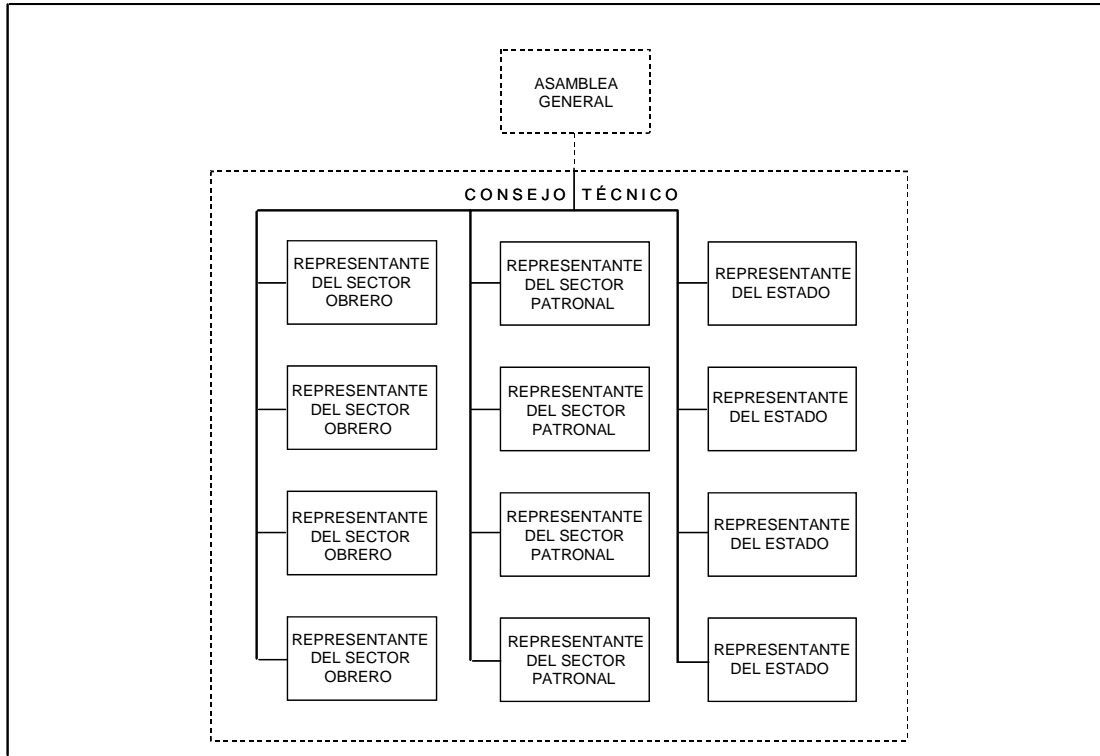 ASAMBLEA
GENERAL
CONSEJO TÉCNICO
REPRESENTANTE
DEL SECTOR
OBRERO
REPRESENTANTE
DEL SECTOR
PATRONAL
REPRESENTANTE
DEL ESTADO
REPRESENTANTE
DEL SECTOR
OBRERO
REPRESENTANTE
DEL SECTOR
PATRONAL
REPRESENTANTE
DEL ESTADO
REPRESENTANTE
DEL SECTOR
OBRERO
REPRESENTANTE
DEL SECTOR
PATRONAL
REPRESENTANTE
DEL ESTADO
REPRESENTANTE
DEL SECTOR
OBRERO
REPRESENTANTE
DEL SECTOR
PATRONAL
REPRESENTANTE
DEL ESTADO